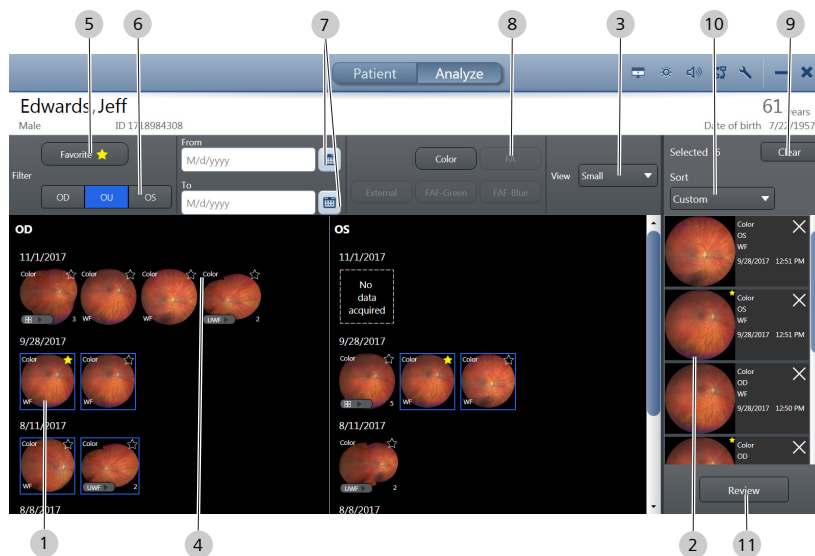 5 6 7 8 3 10 9
Patient Analyze
Edwards, Jeff
61 years
Male ID 1718984308
Date of birth 7/22/1957
Filter
Favorite
OD OU OS
From
M/d/yyyy
To
M/d/yyyy
Color FA
External FAF-Green FAF-Blue
View Small
Selected 6 Clear
Sort
Custom
OD
11/1/2017
Color Color Color Color
3 WF WF UWF 2
9/28/2017
Color Color
WF
8/11/2017
Color Color
WF UWF 2
8/8/2017
OS
11/1/2017
No
data
acquired
9/28/2017
Color Color Color
5 WF WF
8/11/2017
Color
UWF 2
8/8/2017
Color
OS
WF
9/28/2017 12:51 PM
Color
OS
WF
9/28/2017 12:51 PM
Color
OD
WF
9/28/2017 12:50 PM
Color
OD
Review
1 4 2 11